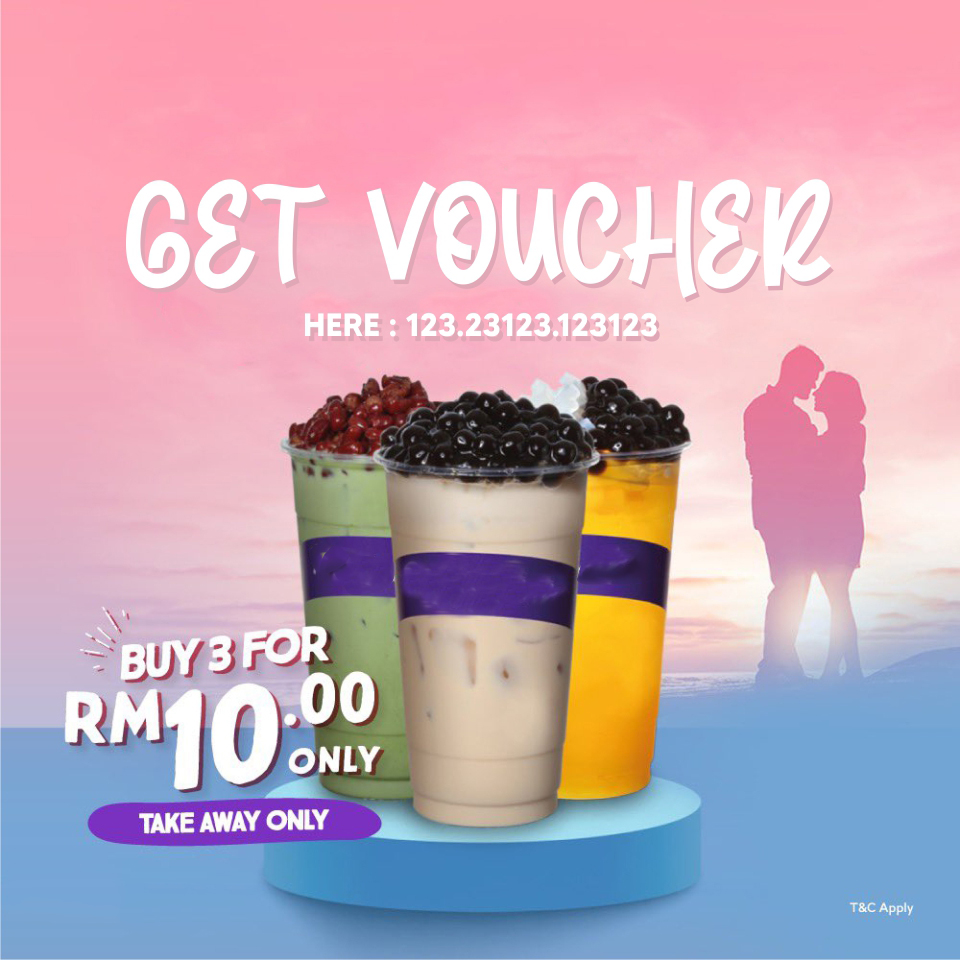 GET VOUCHER
HERE : 123.23123.123123
BUY 3 FOR
RM10.00
ONLY
TAKE AWAY ONLY
T&C Apply